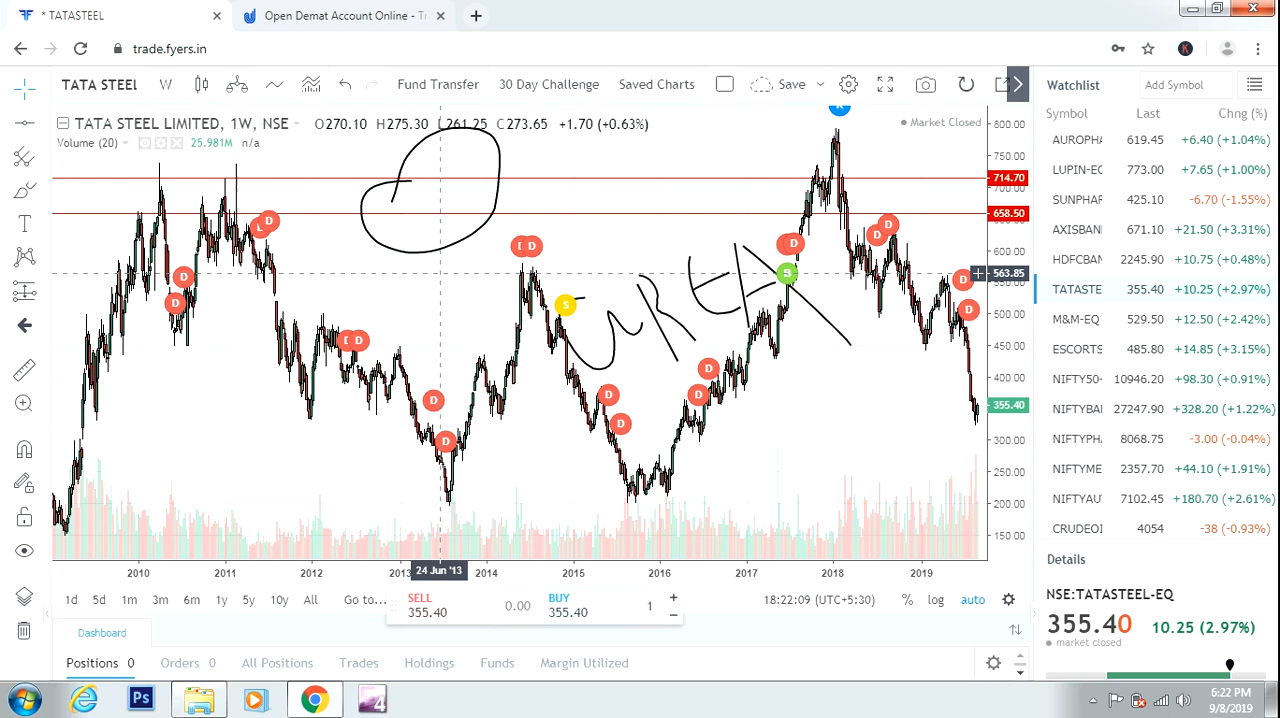 * TATASTEEL
Open Demat Account Online - Tr
trade.fyers.in
TATA STEEL W Fund Transfer 30 Day Challenge Saved Charts Save
TATA STEEL LIMITED, 1W, NSE O270.10 H275.30 L261.25 C273.65 +1.70 (+0.63%)
Market Closed
Volume (20) 25.981M n/a
800.00
750.00
714.70
700.00
658.50
600.00
563.85
500.00
450.00
400.00
355.40
300.00
250.00
200.00
150.00
D D D D D D D D D D S D D D D D S D D D D D
2010 2011 2012 2013 24 Jun '13 2014 2015 2016 2017 2018 2019
1d 5d 1m 3m 6m 1y 5y 10y All Go to... 18:22:09 (UTC+5:30) % log auto
SELL 355.40 0.00 BUY 355.40 1 + −
Dashboard
Positions 0 Orders 0 All Positions Trades Holdings Funds Margin Utilized
Watchlist Add Symbol
Symbol Last Chng (%)
AUROPHA 619.45 +6.40 (+1.04%)
LUPIN-EQ 773.00 +7.65 (+1.00%)
SUNPHAR 425.10 -6.70 (-1.55%)
AXISBAN 671.10 +21.50 (+3.31%)
HDFCBAN 2245.90 +10.75 (+0.48%)
TATASTE 355.40 +10.25 (+2.97%)
M&M-EQ 529.50 +12.50 (+2.42%)
ESCORTS 485.80 +14.85 (+3.15%)
NIFTY50- 10946.20 +98.30 (+0.91%)
NIFTYBA 27247.90 +328.20 (+1.22%)
NIFTYPH 8068.75 -3.00 (-0.04%)
NIFTYME 2357.70 +44.10 (+1.91%)
NIFTYAU 7102.45 +180.70 (+2.61%)
CRUDEOI 4054 -38 (-0.93%)
Details
NSE:TATASTEEL-EQ
355.40 10.25 (2.97%)
market closed
Ps
4
6:22 PM
9/8/2019